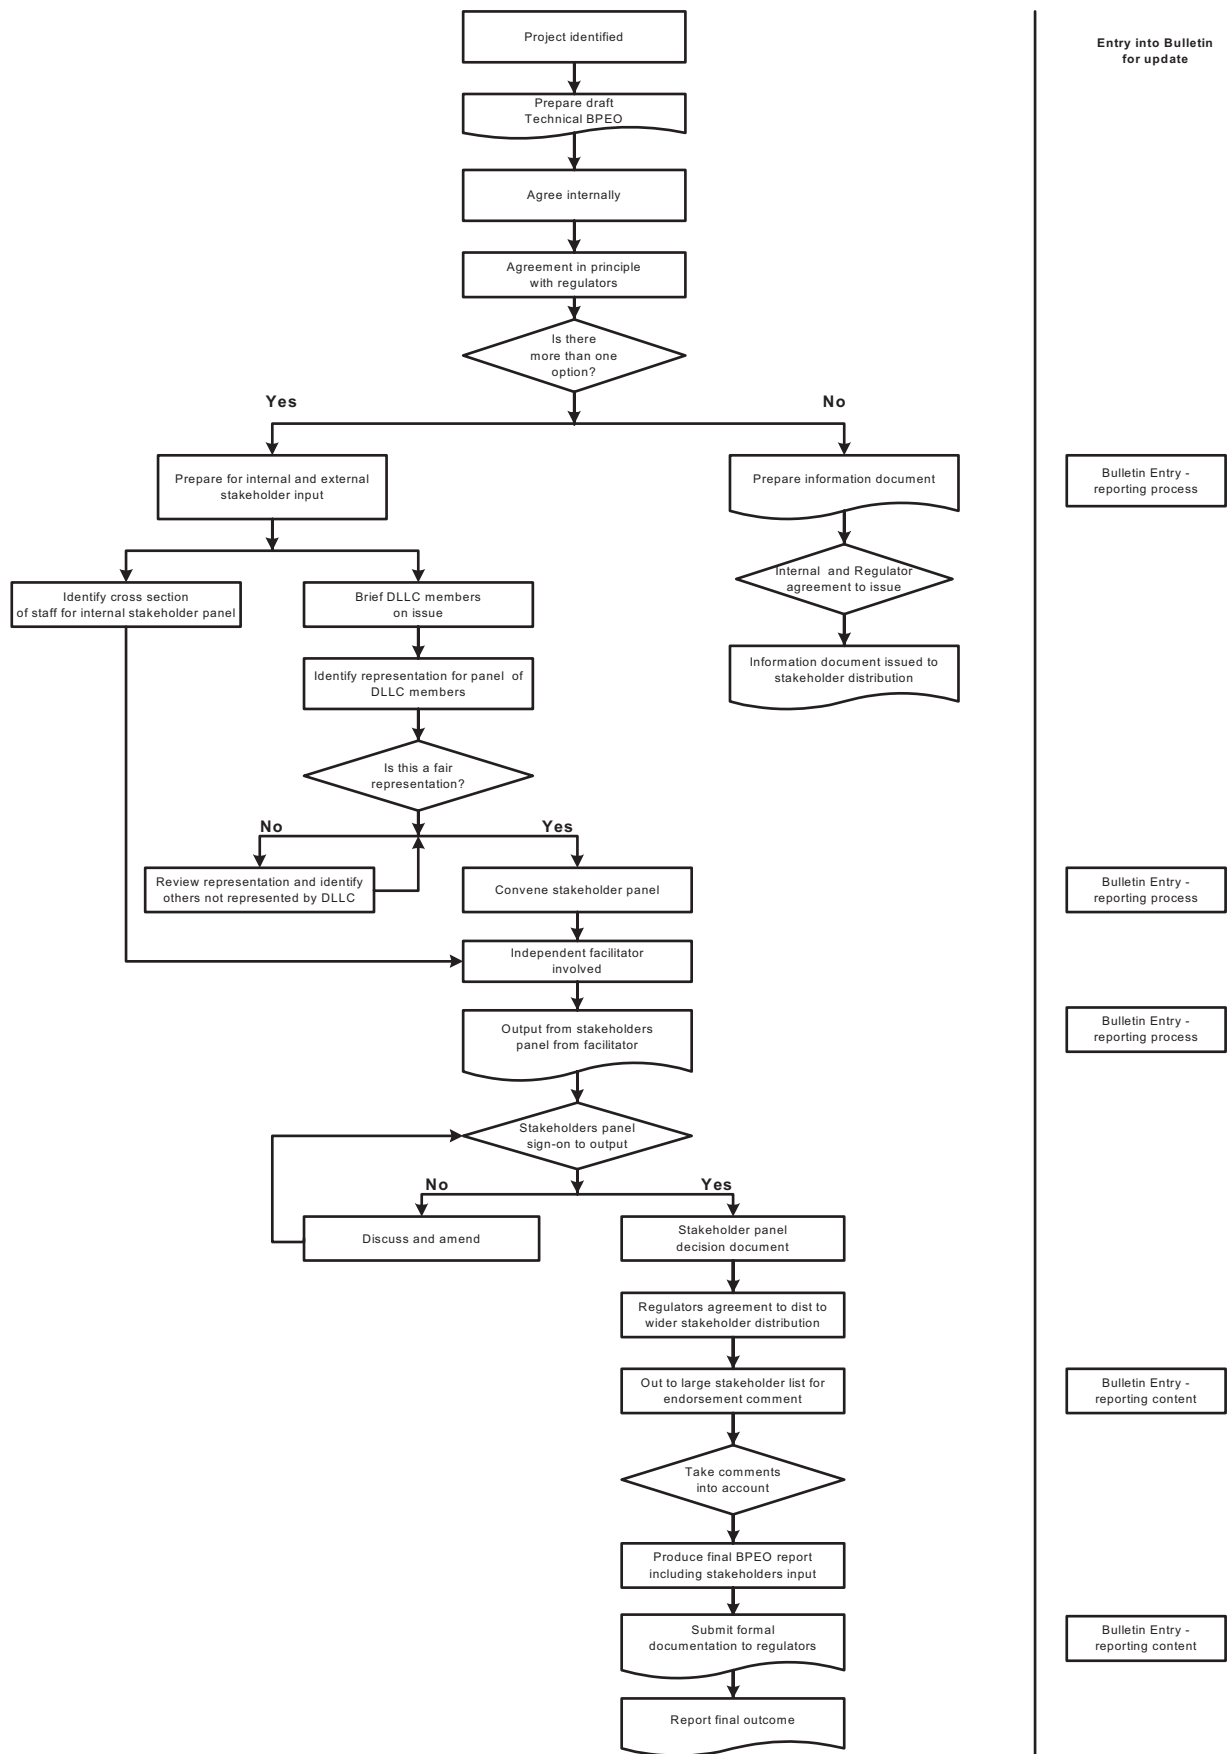 Project identified
Entry into Bulletin
for update
Prepare draft
Technical BPEO
Agree internally
Agreement in principle
with regulators
Is there
more than one
option?
Yes
No
Prepare for internal and external
stakeholder input
Prepare information document
Bulletin Entry -
reporting process
Internal and Regulator
agreement to issue
Identify cross section
of staff for internal stakeholder panel
Brief DLLC members
on issue
Identify representation for panel of
DLLC members
Information document issued to
stakeholder distribution
Is this a fair
representation?
No
Yes
Review representation and identify
others not represented by DLLC
Convene stakeholder panel
Bulletin Entry -
reporting process
Independent facilitator
involved
Output from stakeholders
panel from facilitator
Bulletin Entry -
reporting process
Stakeholders panel
sign-on to output
No
Yes
Discuss and amend
Stakeholder panel
decision document
Regulators agreement to dist to
wider stakeholder distribution
Out to large stakeholder list for
endorsement comment
Bulletin Entry -
reporting content
Take comments
into account
Produce final BPEO report
including stakeholders input
Submit formal
documentation to regulators
Bulletin Entry -
reporting content
Report final outcome